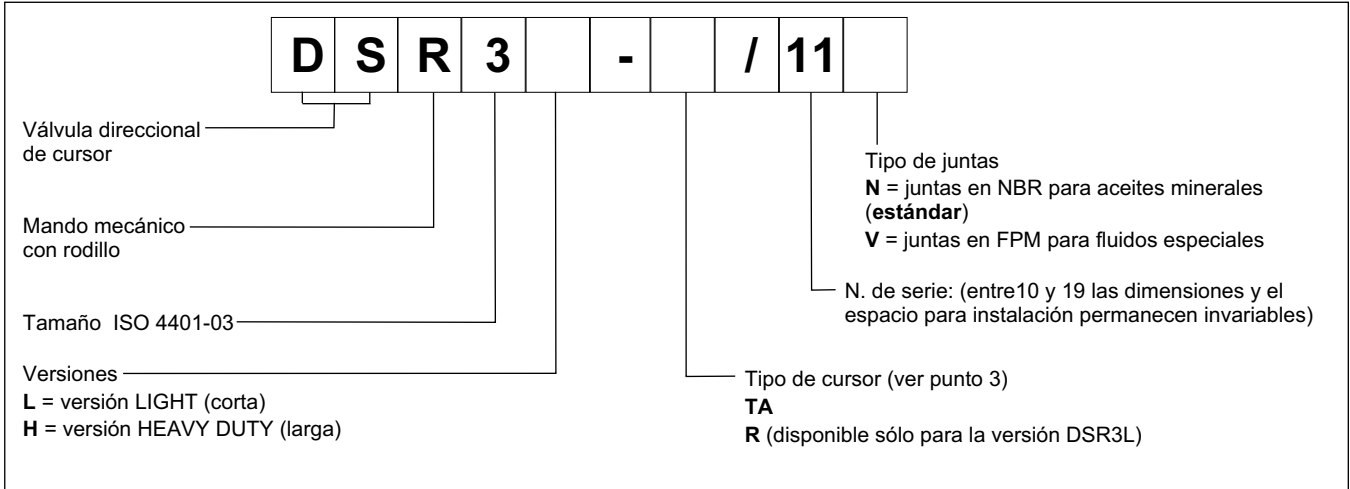 D S R 3 - / 11
Válvula direccional
de cursor
Mando mecánico
con rodillo
Tamaño ISO 4401-03
Versiones
L = versión LIGHT (corta)
H = versión HEAVY DUTY (larga)
Tipo de juntas
N = juntas en NBR para aceites minerales
(estándar)
V = juntas en FPM para fluidos especiales
N. de serie: (entre10 y 19 las dimensiones y el
espacio para instalación permanecen invariables)
Tipo de cursor (ver punto 3)
TA
R (disponible sólo para la versión DSR3L)